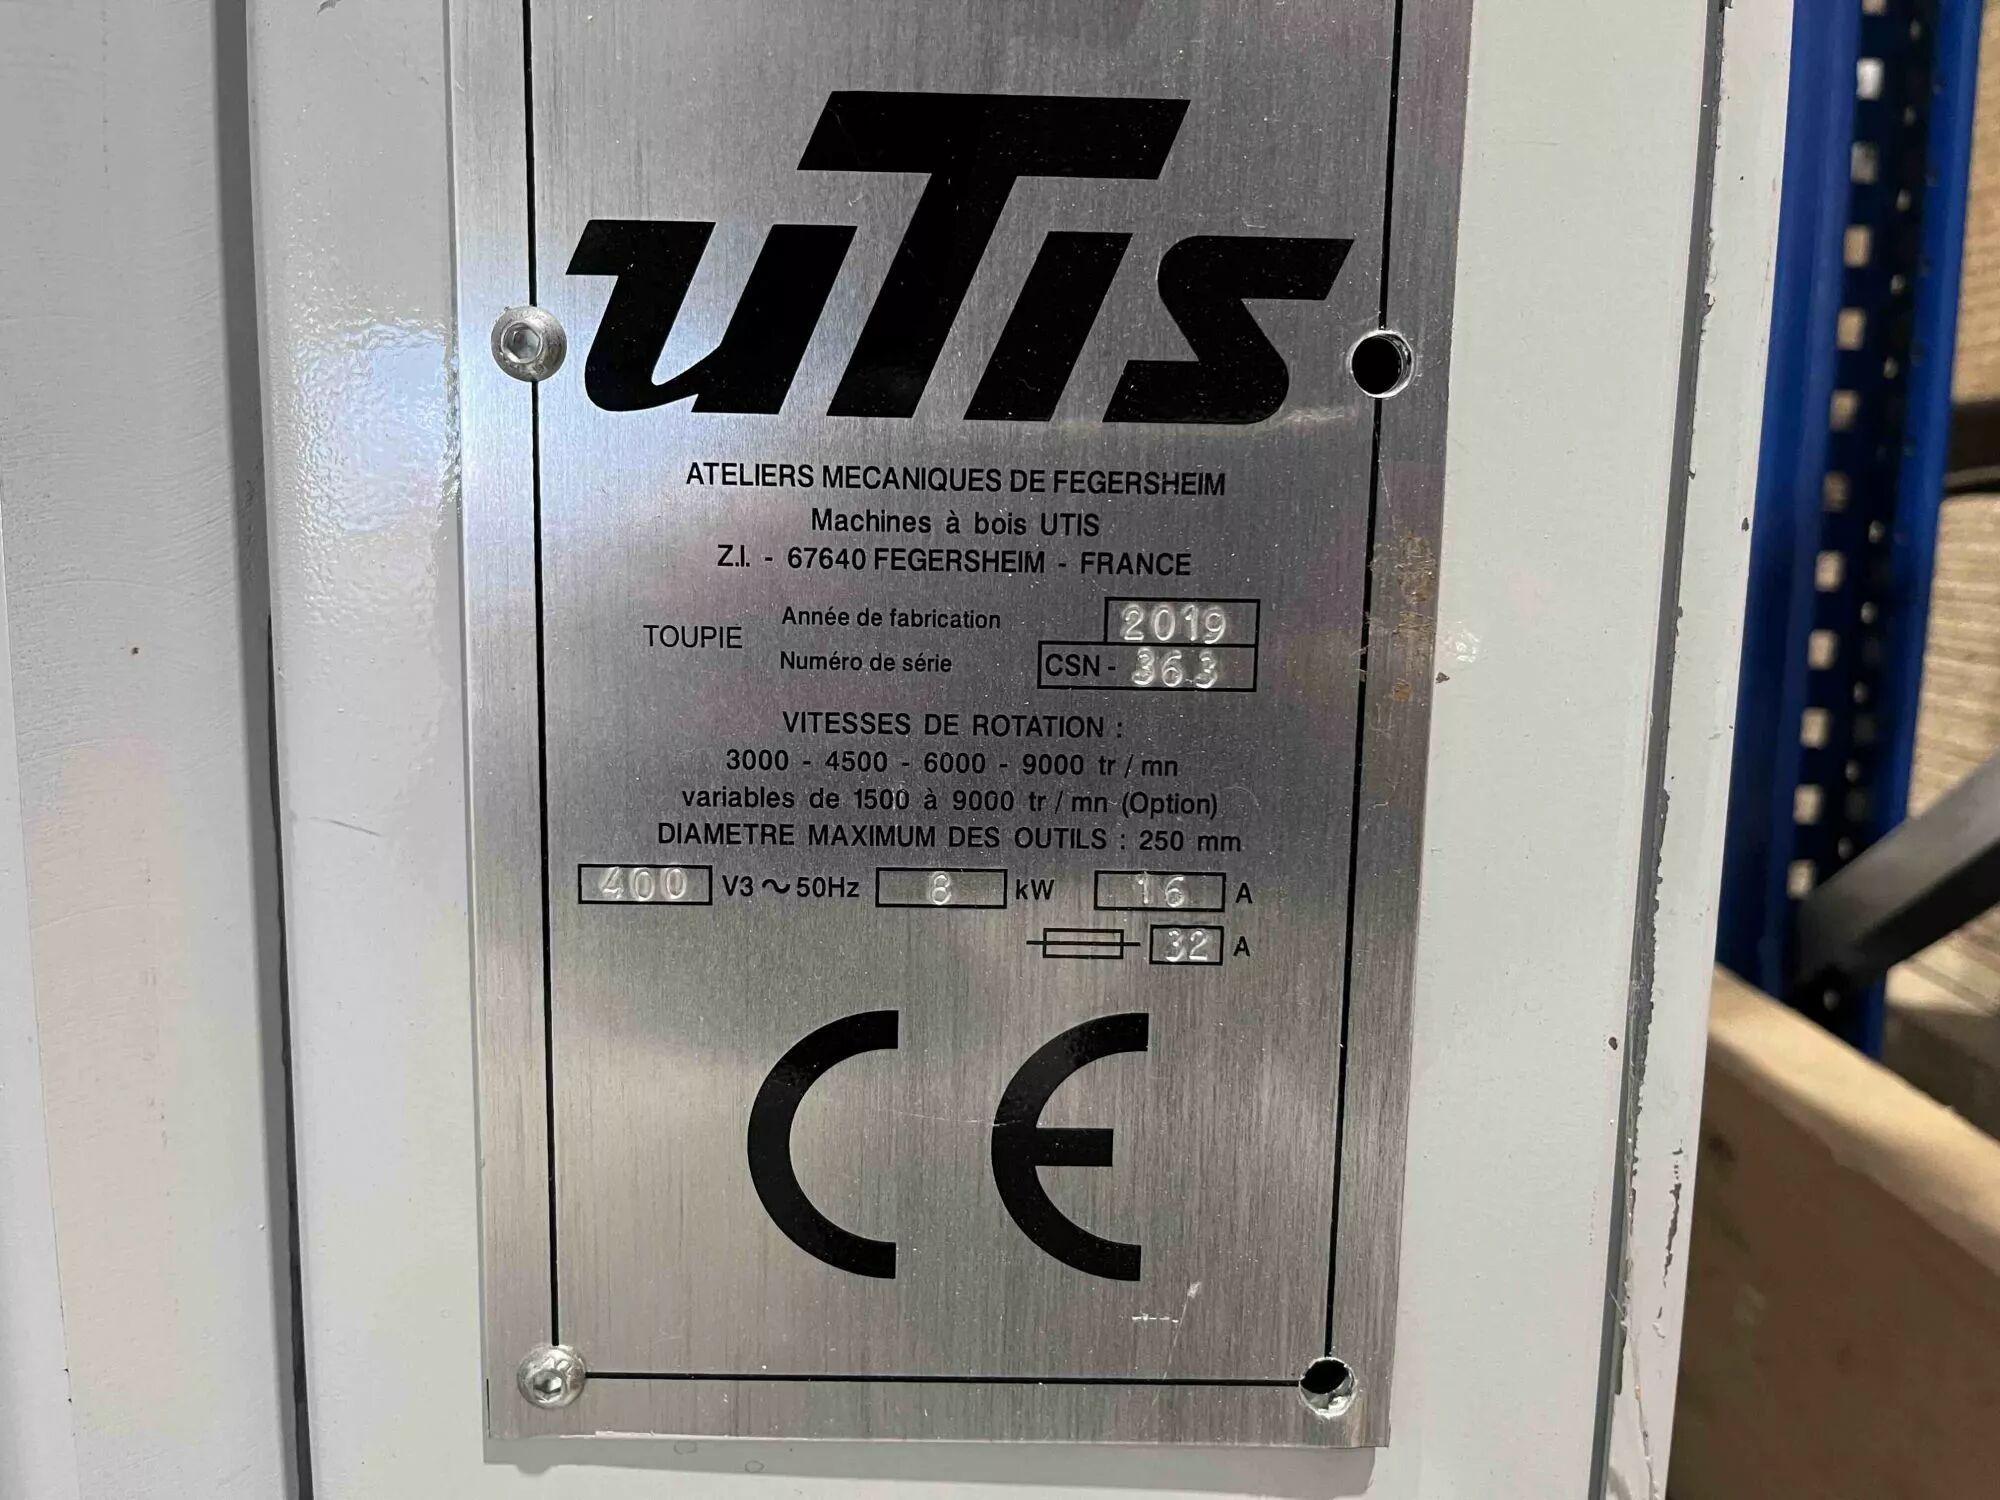 uTis
ATELIERS MECANIQUES DE FEGERSHEIM
Machines à bois UTIS
Z.I. - 67640 FEGERSHEIM - FRANCE
TOUPIE Année de fabrication 2019
Numéro de série CSN - 363
VITESSES DE ROTATION :
3000 - 4500 - 6000 - 9000 tr / mn
variables de 1500 à 9000 tr / mn (Option)
DIAMETRE MAXIMUM DES OUTILS : 250 mm
400 V3 ~ 50Hz 8 kW 16 A
32 A
CE